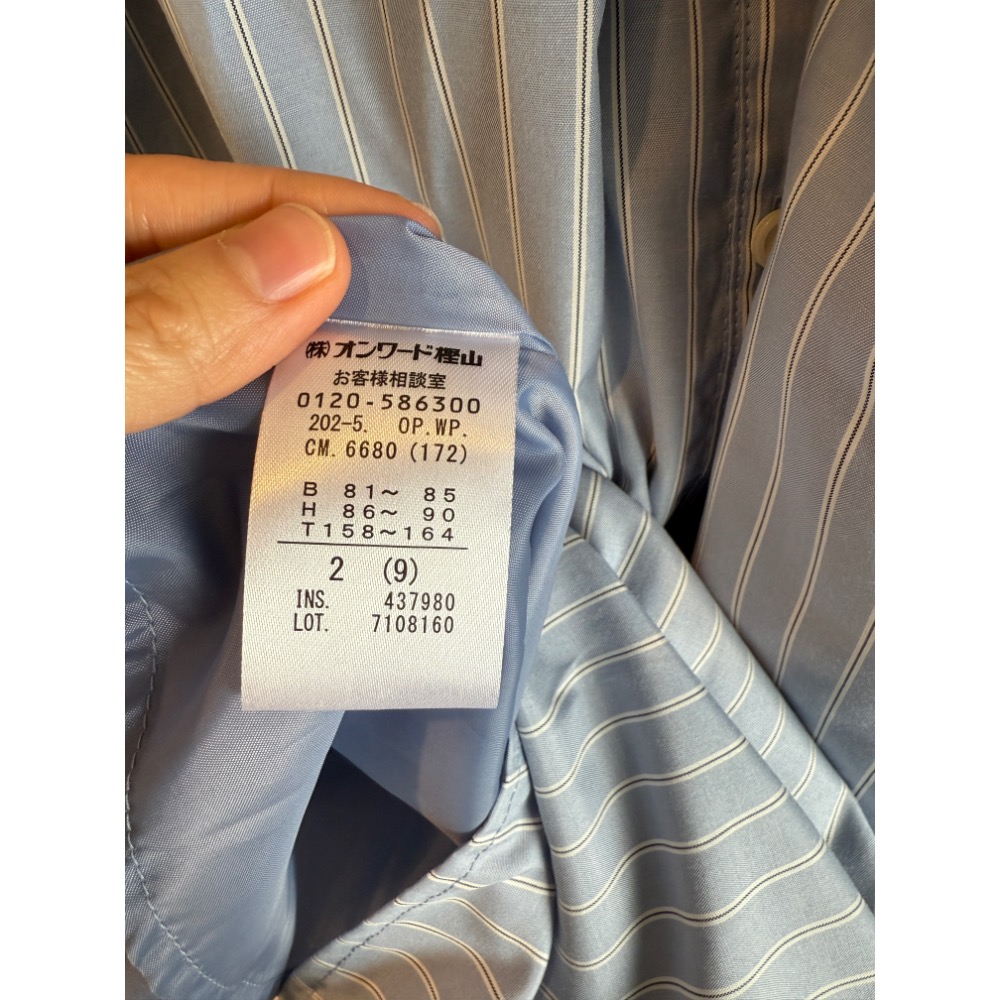 (株)オンワード樫山
お客様相談室
0120-586300
202-5. OP.WP.
CM. 6680 (172)
B 81~ 85
H 86~ 90
T 158~164
2 (9)
INS. 437980
LOT. 7108160